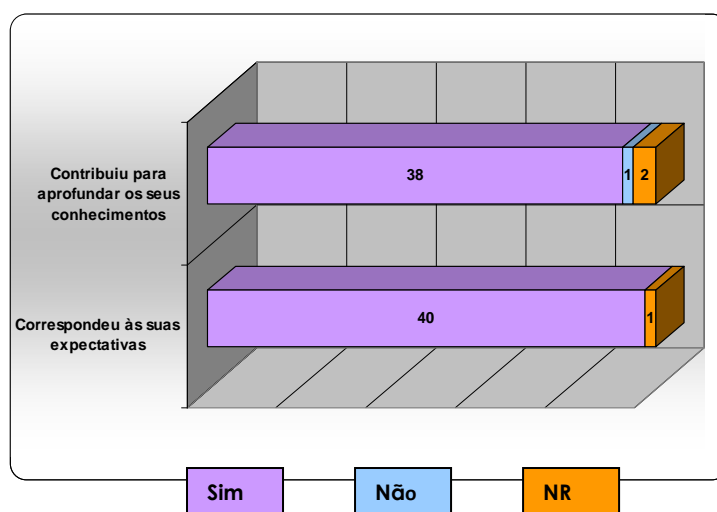 Contribuiu para
aprofundar os seus
conhecimentos
38 1 2
Correspondeu às suas
expectativas
40 1
Sim Não NR